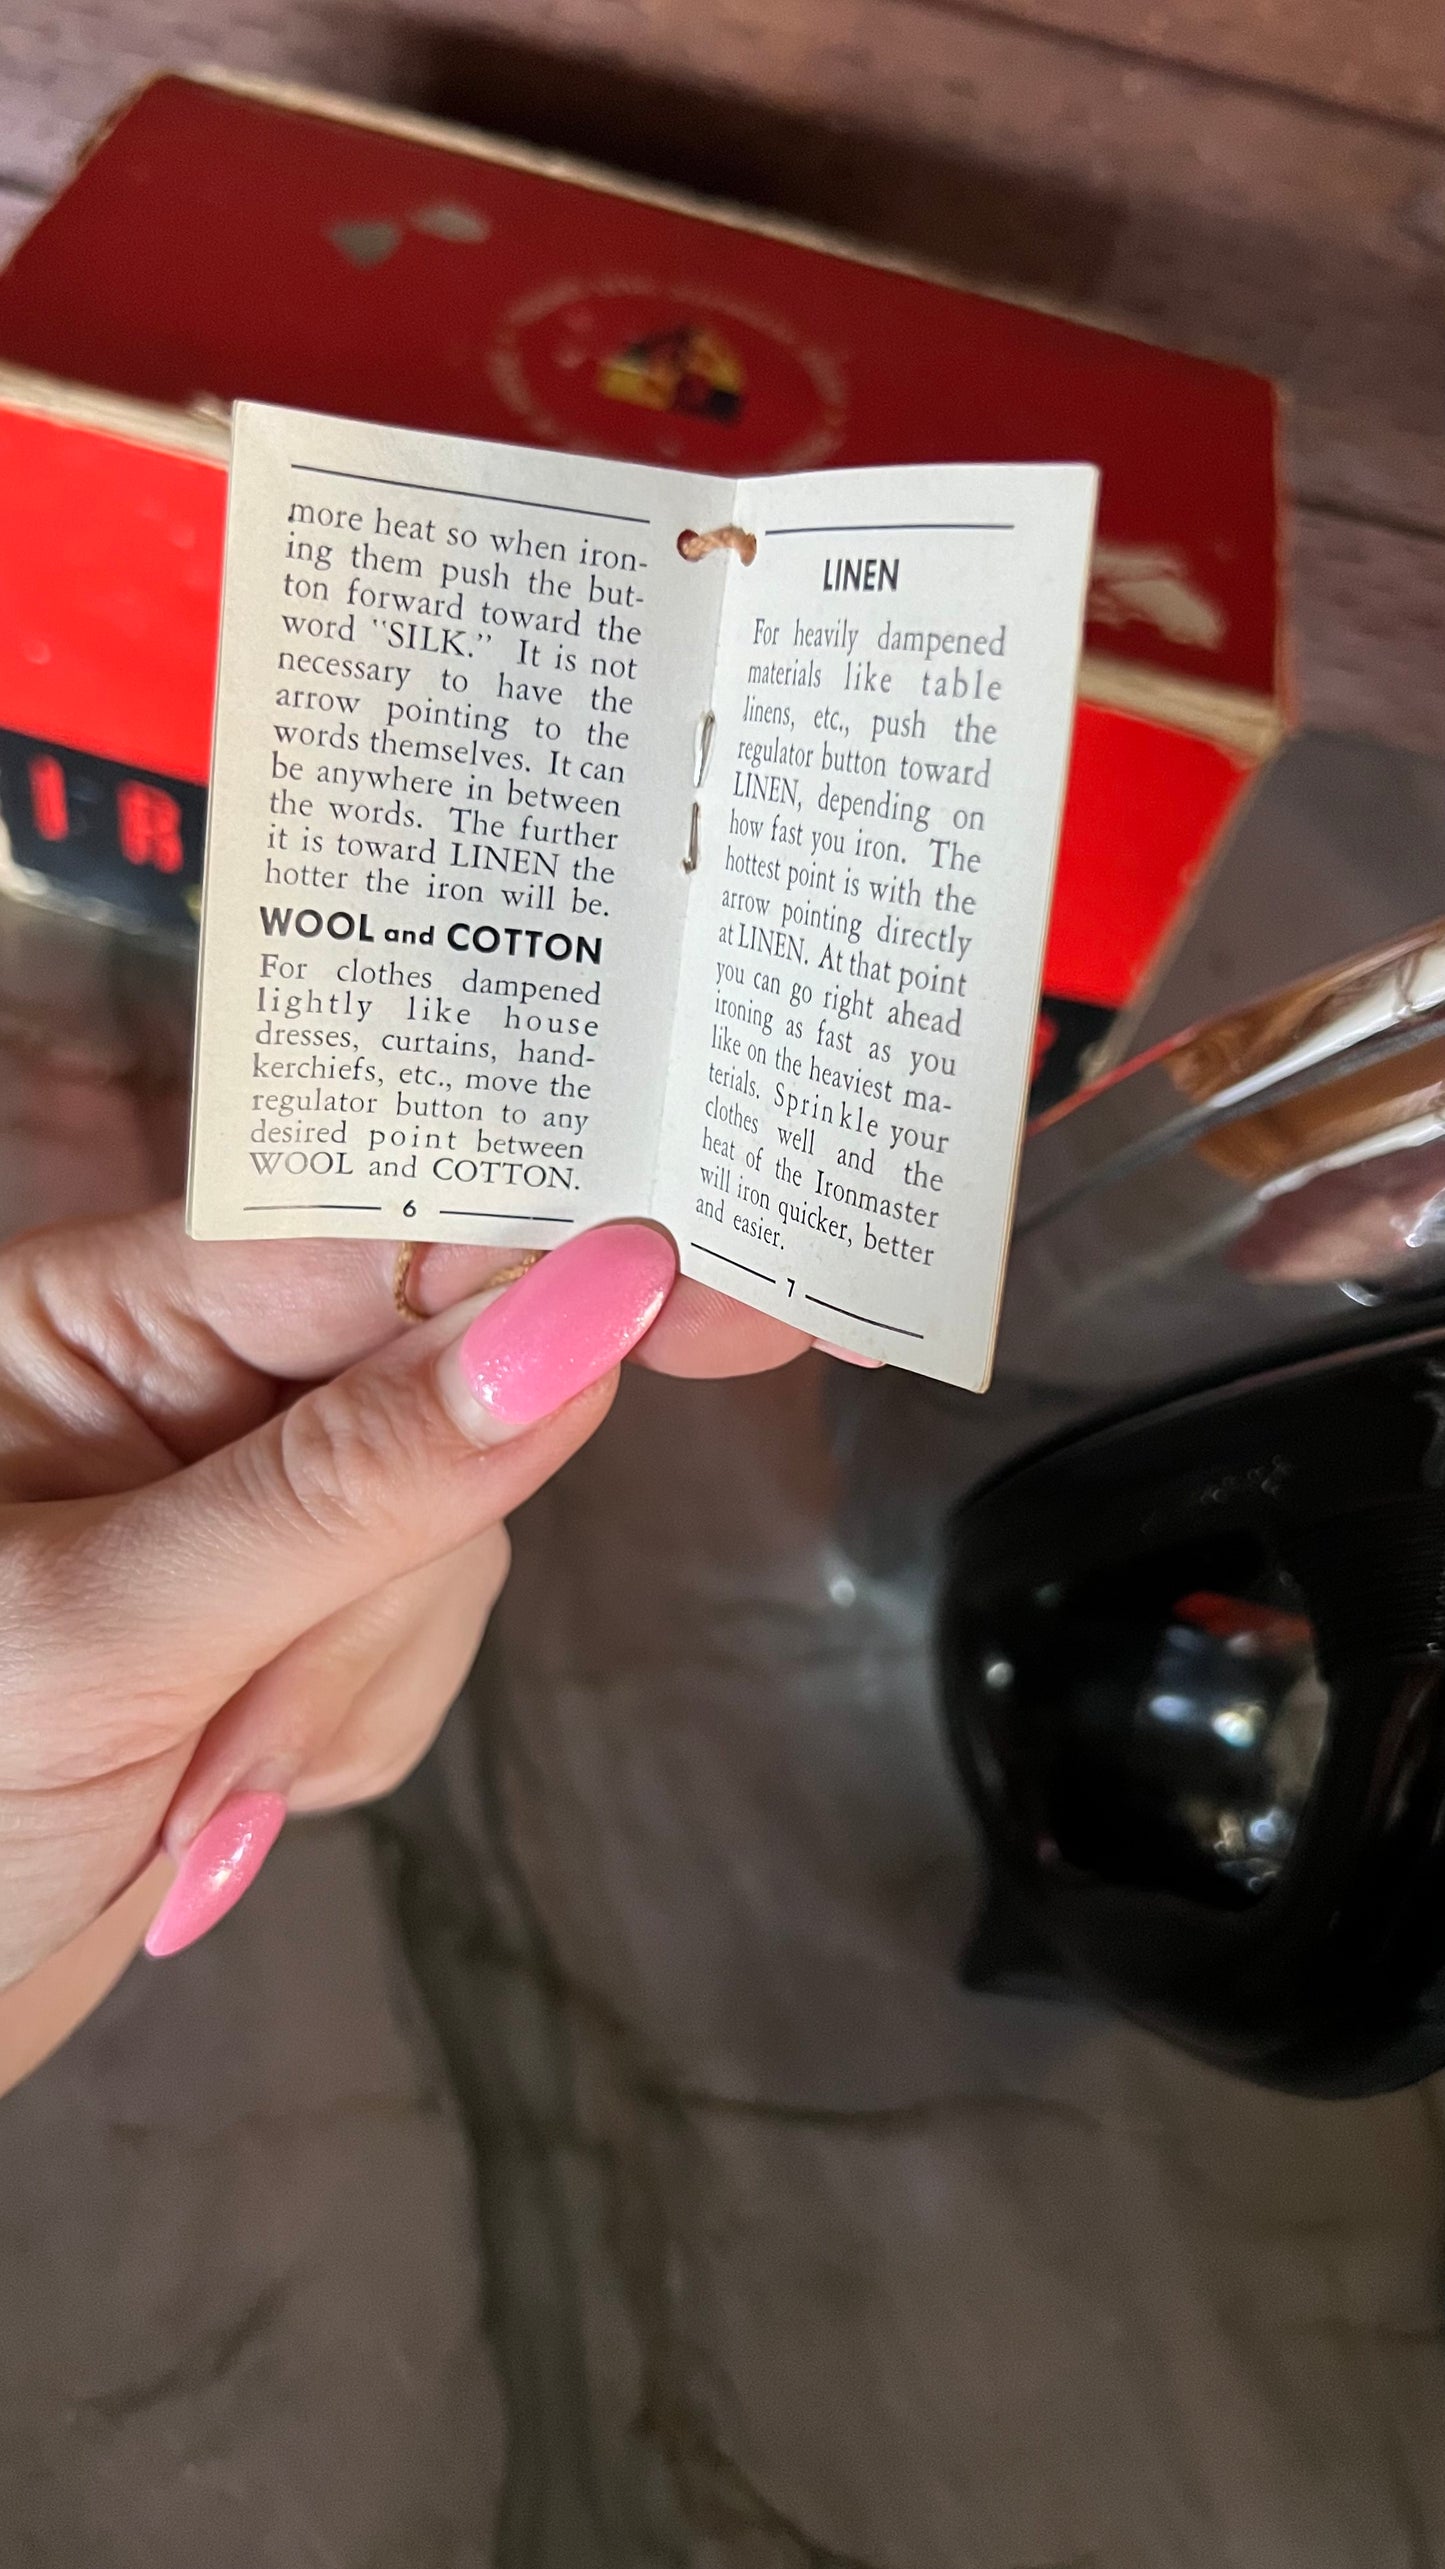 more heat so when iron-
ing them push the but-
ton forward toward the
word "SILK." It is not
necessary to have the
arrow pointing to the
words themselves. It can
be anywhere in between
the words. The further
it is toward LINEN the
hotter the iron will be.
WOOL and COTTON
For clothes dampened
lightly like house
dresses, curtains, hand-
kerchiefs, etc., move the
regulator button to any
desired point between
WOOL and COTTON.
6
LINEN
For heavily dampened
materials like table
linens, etc., push the
regulator button toward
LINEN, depending on
how fast you iron. The
hottest point is with the
arrow pointing directly
at LINEN. At that point
you can go right ahead
ironing as fast as you
like on the heaviest ma-
terials. Sprinkle your
clothes well and the
heat of the Ironmaster
will iron quicker, better
and easier.
7